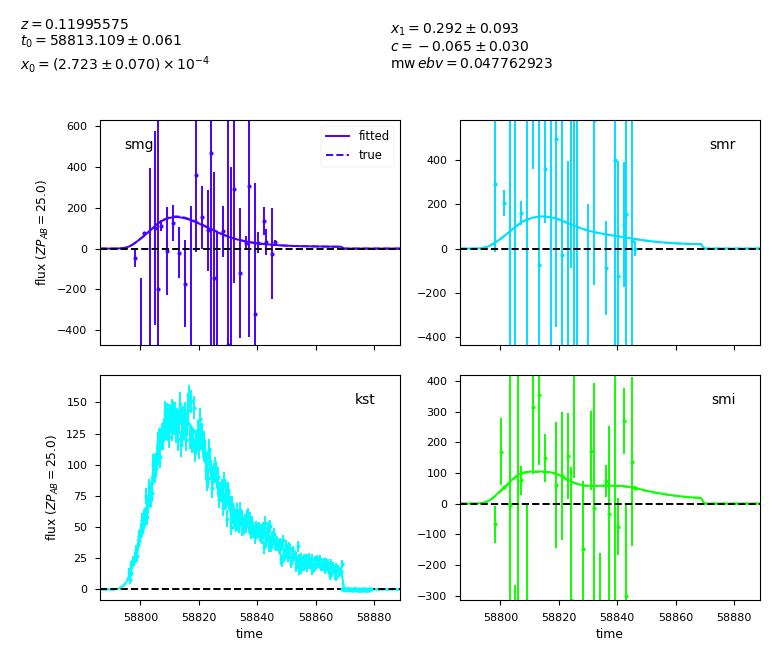 z = 0.11995575
t₀ = 58813.109 ± 0.061
x₀ = (2.723 ± 0.070) × 10⁻⁴
x₁ = 0.292 ± 0.093
c = −0.065 ± 0.030
mw ebv = 0.047762923
smg
fitted
true
600
400
200
0
−200
−400
flux (ZP_AB = 25.0)
smr
400
200
0
−200
−400
kst
150
125
100
75
50
25
0
flux (ZP_AB = 25.0)
58800 58820 58840 58860 58880
time
smi
400
300
200
100
0
−100
−200
−300
58800 58820 58840 58860 58880
time